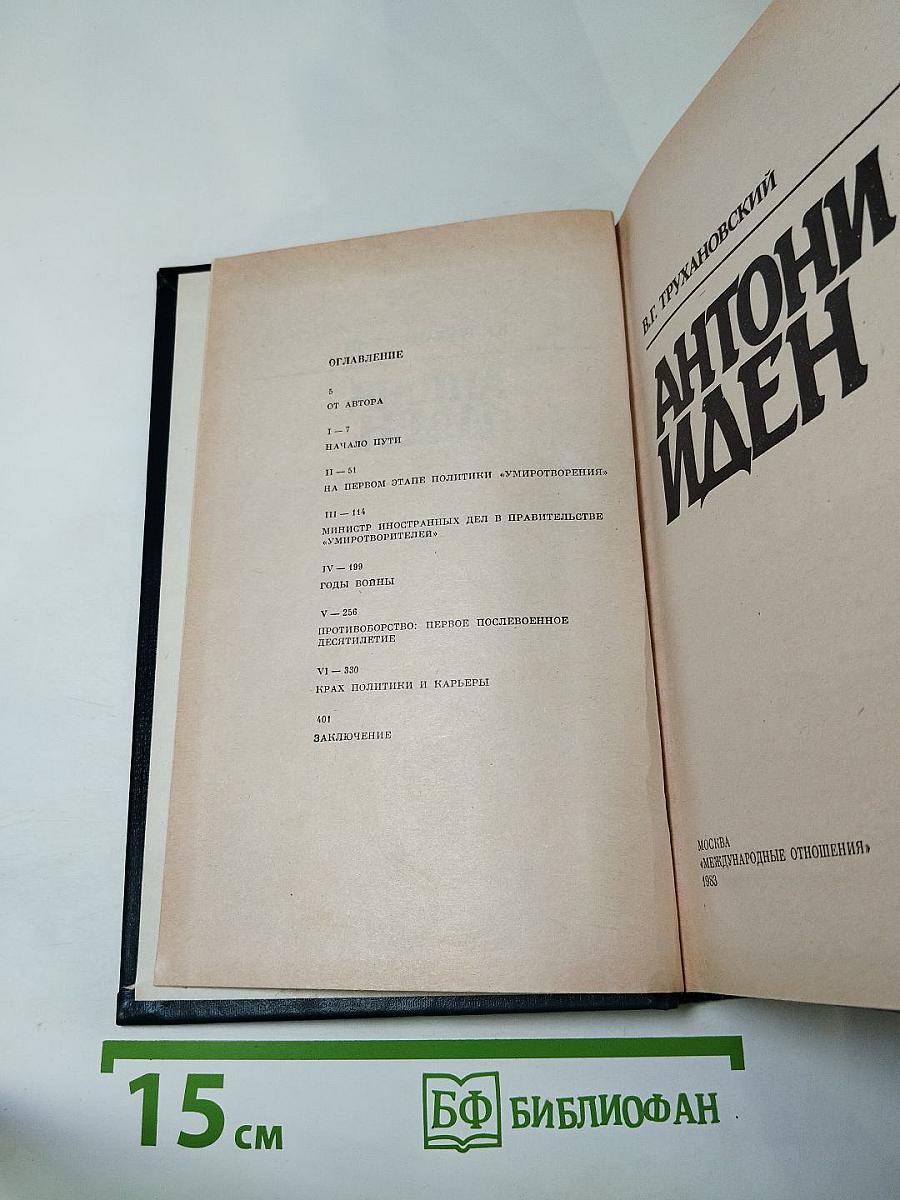 ОГЛАВЛЕНИЕ
5
ОТ АВТОРА
I — 7
НАЧАЛО ПУТИ
II — 51
НА ПЕРВОМ ЭТАПЕ ПОЛИТИКИ «УМИРОТВОРЕНИЯ»
III — 114
МИНИСТР ИНОСТРАННЫХ ДЕЛ В ПРАВИТЕЛЬСТВЕ
«УМИРОТВОРИТЕЛЕЙ»
IV — 199
ГОДЫ ВОЙНЫ
V — 256
ПРОТИВОБОРСТВО: ПЕРВОЕ ПОСЛЕВОЕННОЕ
ДЕСЯТИЛЕТИЕ
VI — 330
КРАХ ПОЛИТИКИ И КАРЬЕРЫ
401
ЗАКЛЮЧЕНИЕ
В.Г. ТРУХАНОВСКИЙ
АНТОНИ
ИДЕН
МОСКВА
«МЕЖДУНАРОДНЫЕ ОТНОШЕНИЯ»
1983
15 см
БФ БИБЛИОФАН